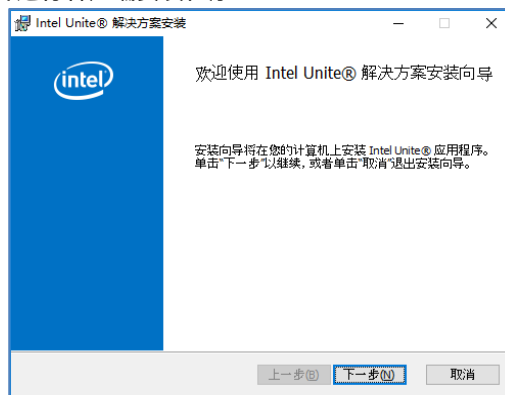 Intel Unite® 解决方案安装
intel
欢迎使用 Intel Unite® 解决方案安装向导
安装向导将在您的计算机上安装 Intel Unite® 应用程序。
单击"下一步"以继续，或者单击"取消"退出安装向导。
上一步(B) 下一步(N) 取消